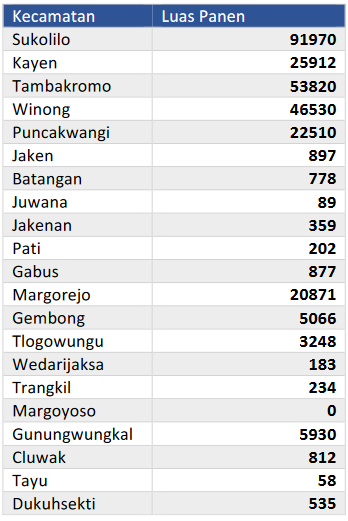 Kecamatan Luas Panen
Sukolilo 91970
Kayen 25912
Tambakromo 53820
Winong 46530
Puncakwangi 22510
Jaken 897
Batangan 778
Juwana 89
Jakenan 359
Pati 202
Gabus 877
Margorejo 20871
Gembong 5066
Tlogowungu 3248
Wedarijaksa 183
Trangkil 234
Margoyoso 0
Gunungwungkal 5930
Cluwak 812
Tayu 58
Dukuhsekti 535